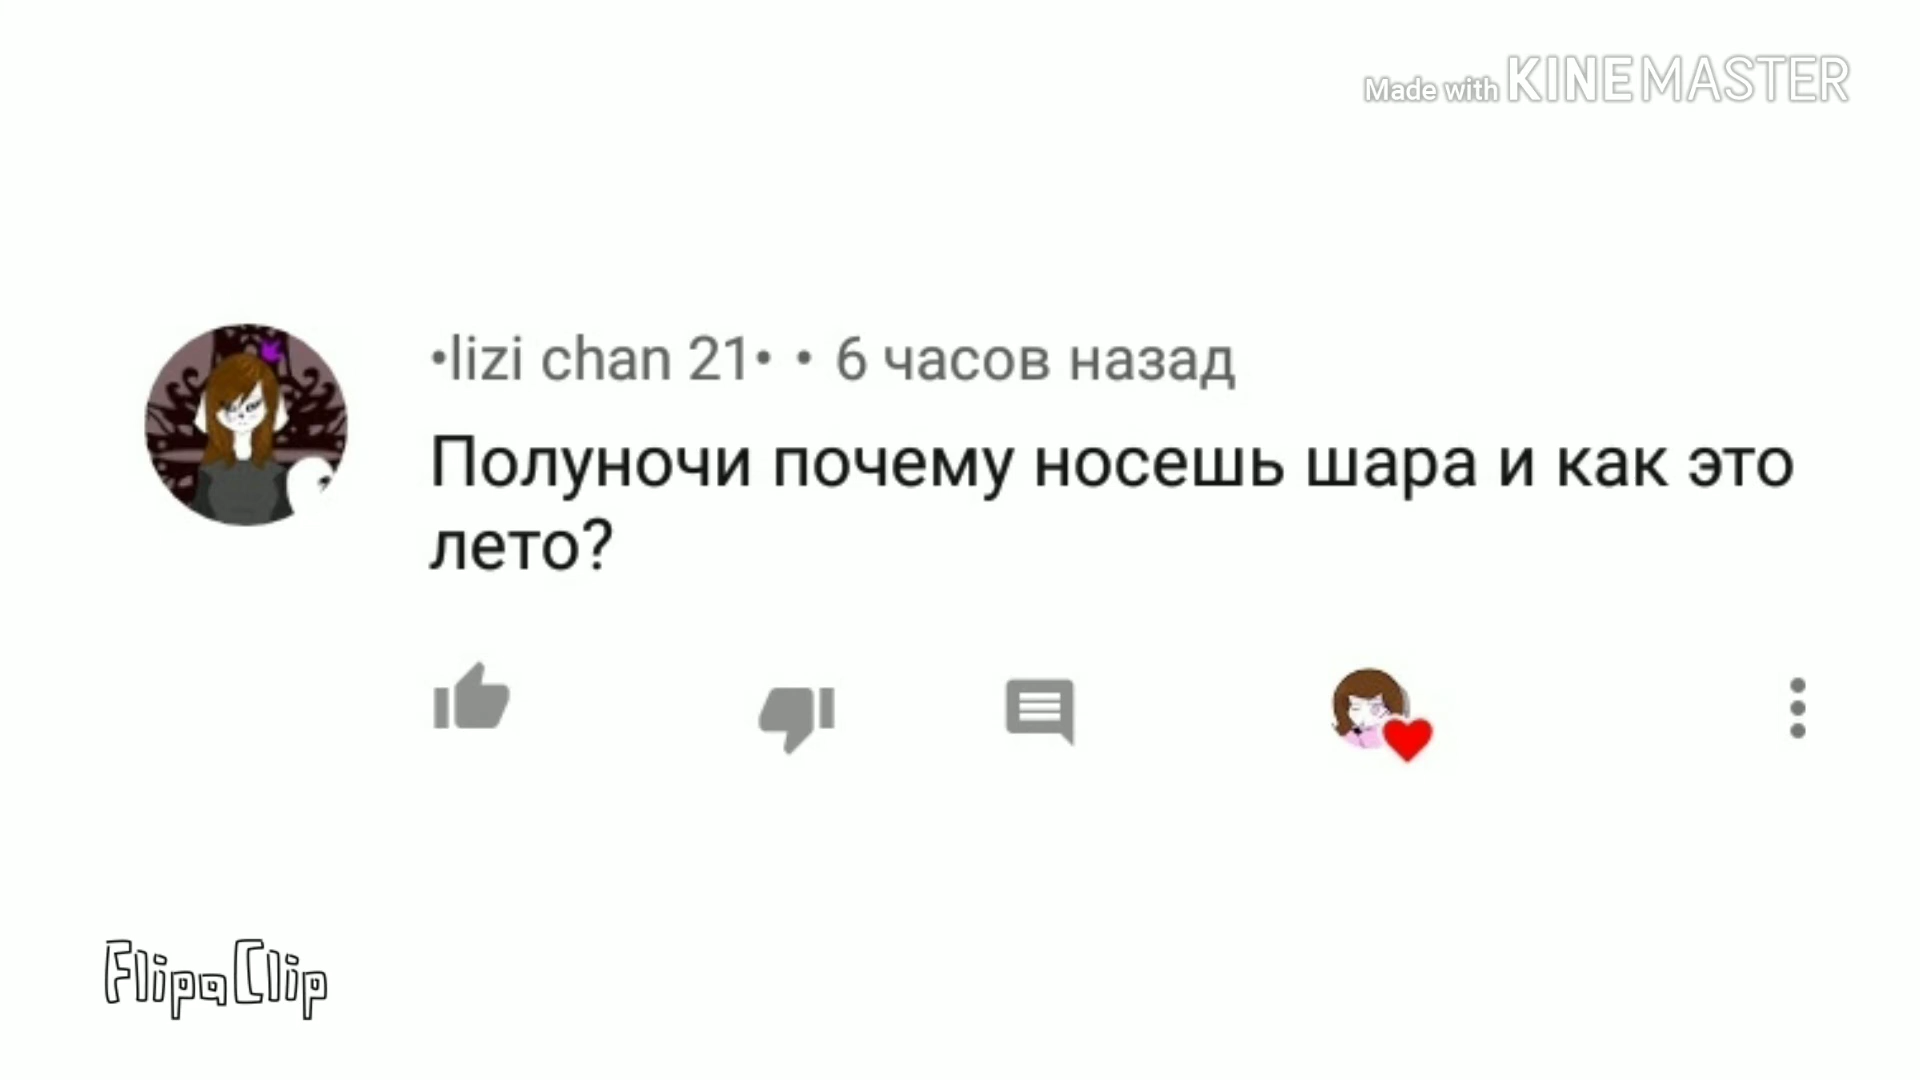 Made with KINEMASTER
•lizi chan 21• • 6 часов назад
Полуночи почему носешь шара и как это
лето?
FlipaClip